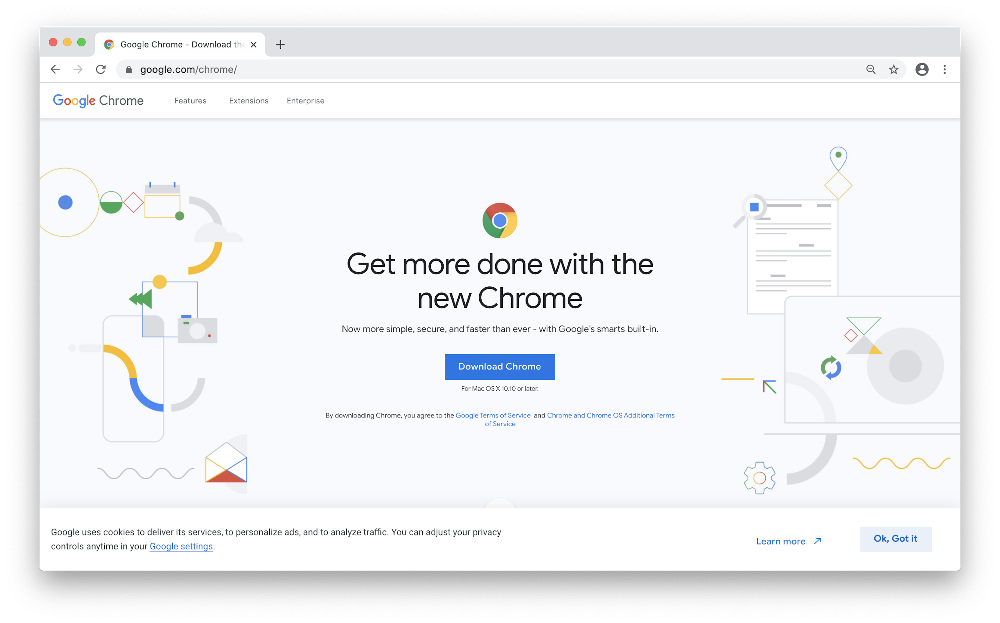 Google Chrome - Download the
google.com/chrome/
Google Chrome
Features
Extensions
Enterprise
Get more done with the
new Chrome
Now more simple, secure, and faster than ever - with Google’s smarts built-in.
Download Chrome
For Mac OS X 10.10 or later.
By downloading Chrome, you agree to the Google Terms of Service and Chrome and Chrome OS Additional Terms
of Service
Google uses cookies to deliver its services, to personalize ads, and to analyze traffic. You can adjust your privacy
controls anytime in your Google settings.
Learn more
Ok, Got it